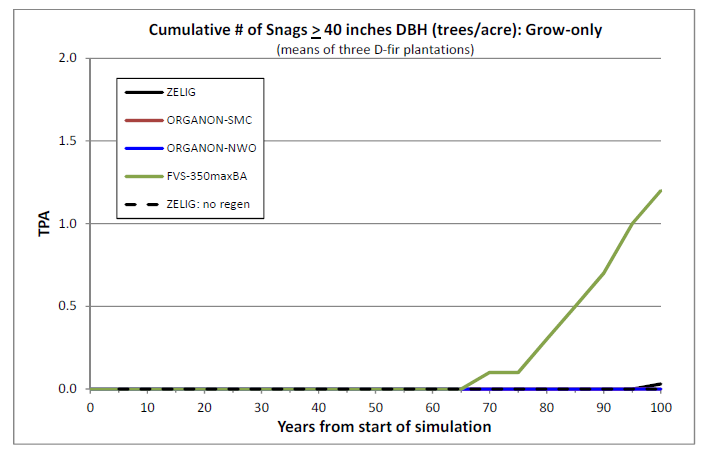 Cumulative # of Snags > 40 inches DBH (trees/acre): Grow-only
(means of three D-fir plantations)
2.0
1.5
1.0
0.5
0.0
TPA
ZELIG
ORGANON-SMC
ORGANON-NWO
FVS-350maxBA
ZELIG: no regen
0 10 20 30 40 50 60 70 80 90 100
Years from start of simulation